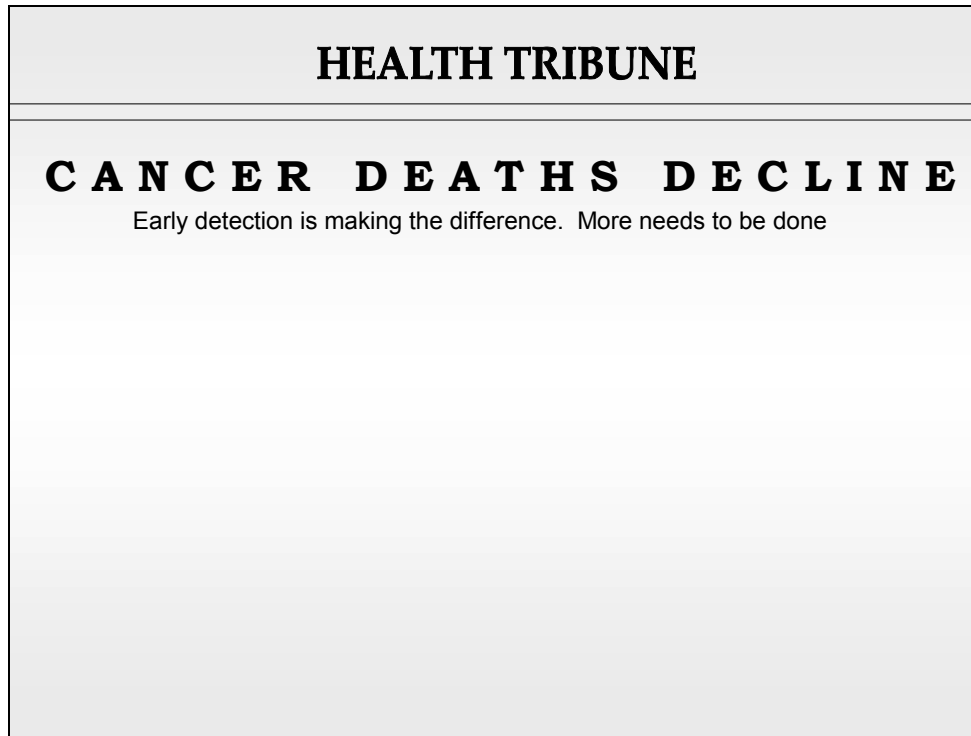 HEALTH TRIBUNE
CANCER DEATHS DECLINE
Early detection is making the difference.  More needs to be done